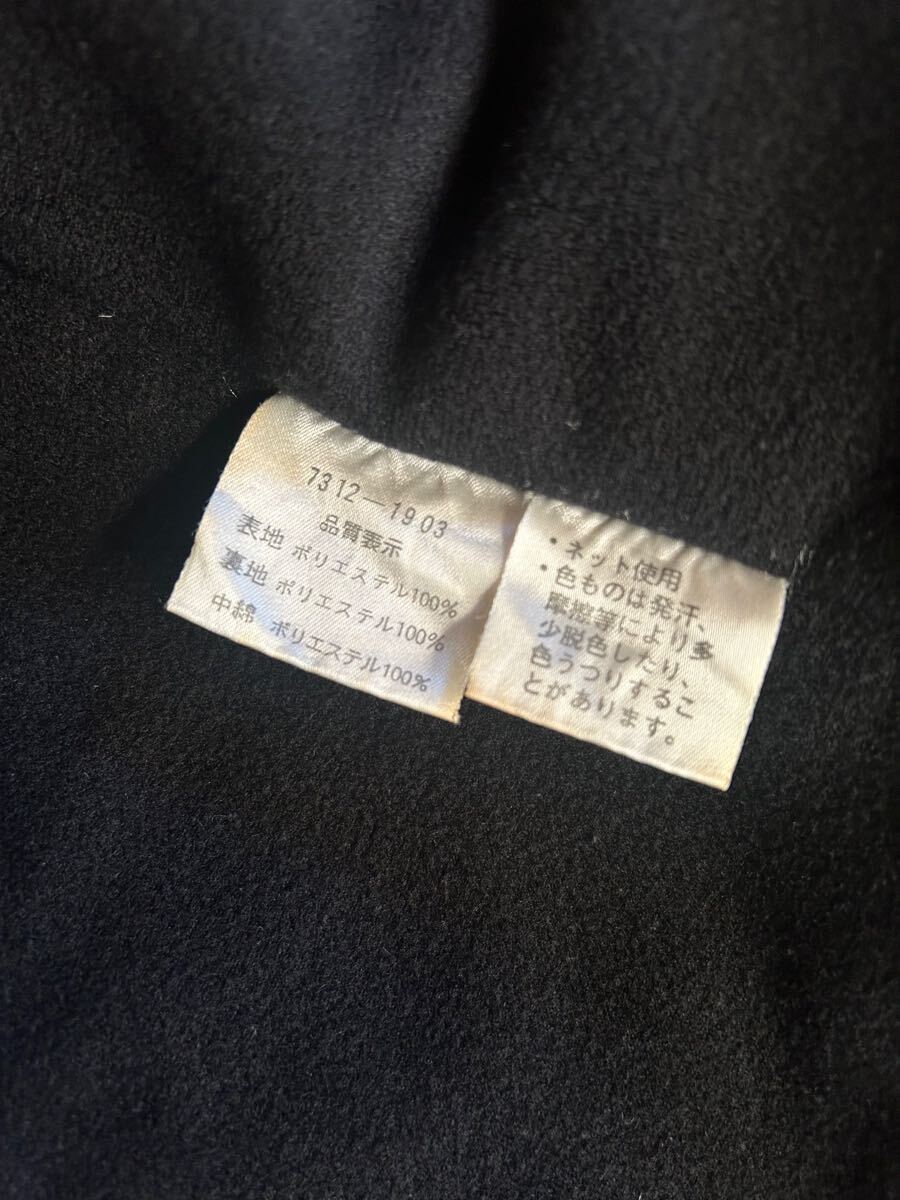 7312—1903
品質表示
表地 ポリエステル100%
裏地 ポリエステル100%
中綿 ポリエステル100%
・ネット使用
・色ものは発汗、
摩擦等により多
少脱色したり、
色うつりするこ
とがあります。